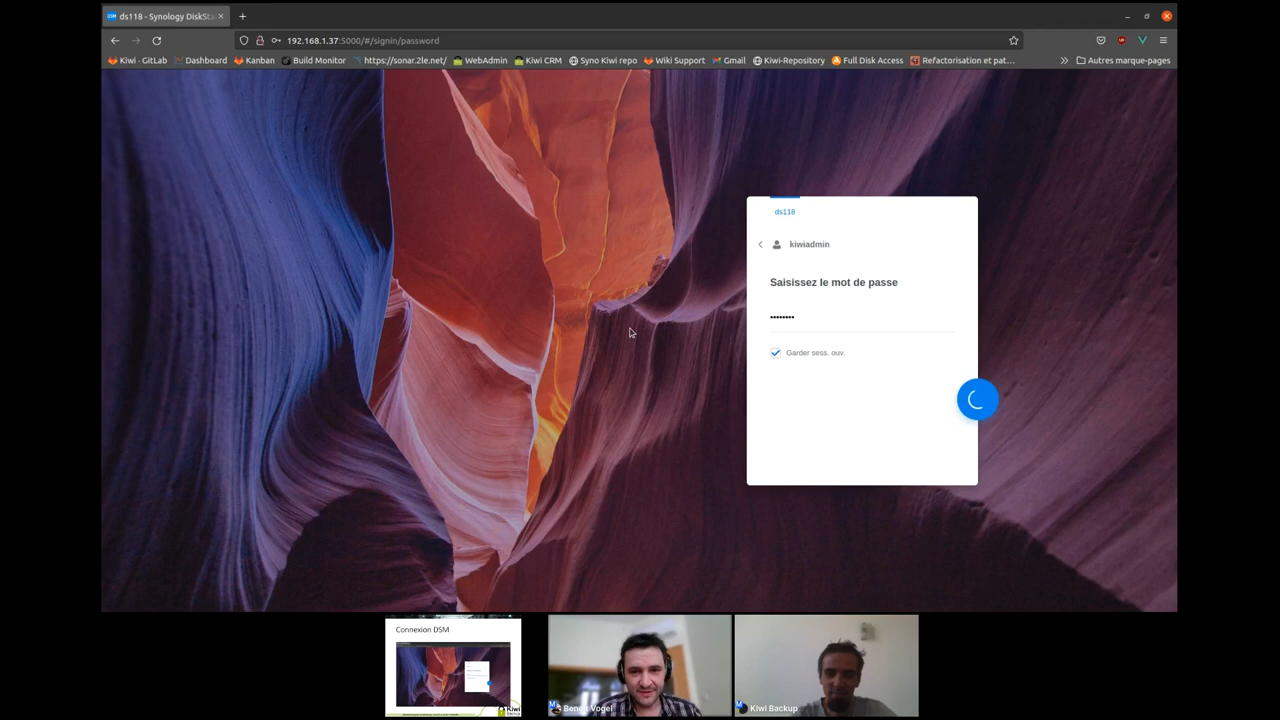 ds118 - Synology DiskSta
192.168.1.37:5000/#/signin/password
Kiwi · GitLab Dashboard Kanban Build Monitor https://sonar.2le.net/ WebAdmin Kiwi CRM Syno Kiwi repo Wiki Support Gmail Kiwi-Repository Full Disk Access Refactorisation et pat… Autres marque-pages
ds118
kiwiadmin
Saisissez le mot de passe
••••••••
Garder sess. ouv.
Connexion DSM
Kiwi
Benoit Vogel
Kiwi Backup